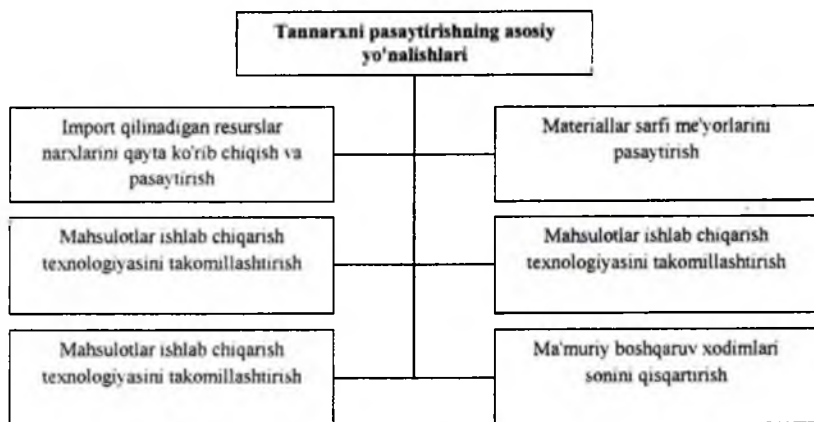 Tannarxni pasaytirishning asosiy
yo'nalishlari
Import qilinadigan resurslar
narxlarini qayta ko'rib chiqish va
pasaytirish
Materiallar sarfi me'yorlarini
pasaytirish
Mahsulotlar ishlab chiqarish
texnologiyasini takomillashtirish
Mahsulotlar ishlab chiqarish
texnologiyasini takomillashtirish
Mahsulotlar ishlab chiqarish
texnologiyasini takomillashtirish
Ma'muriy boshqaruv xodimlari
sonini qisqartirish